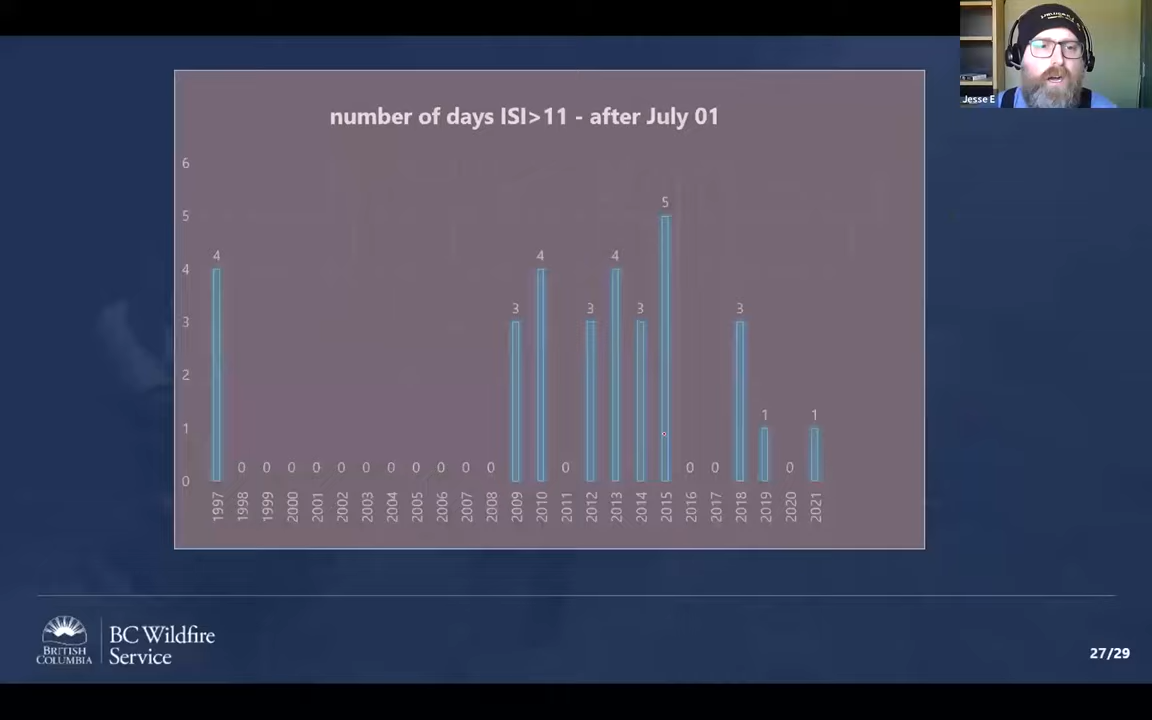 Jesse E
number of days ISI>11 - after July 01
6
5
4
3
2
1
0
4 0 0 0 0 0 0 0 0 0 0 0 3 4 0 3 4 3 5 0 0 3 1 0 1
1997 1998 1999 2000 2001 2002 2003 2004 2005 2006 2007 2008 2009 2010 2011 2012 2013 2014 2015 2016 2017 2018 2019 2020 2021
BRITISH
COLUMBIA
BC Wildfire
Service
27/29